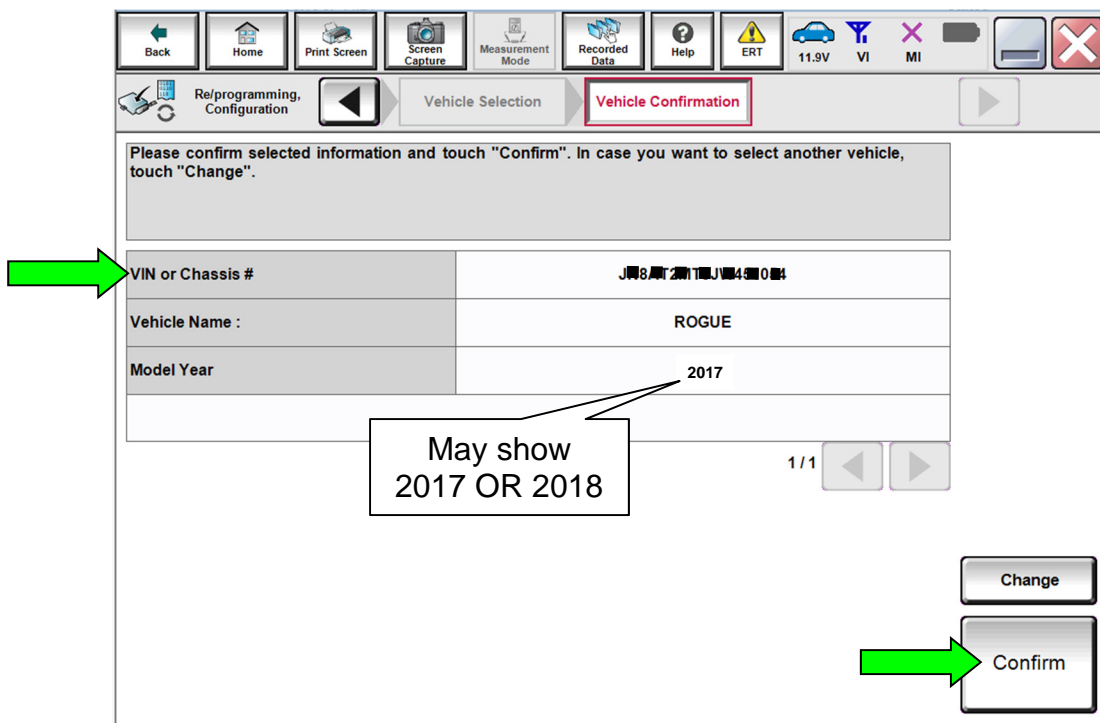 Back
Home
Print Screen
Screen
Capture
Measurement
Mode
Recorded
Data
Help
ERT
11.9V
VI
MI
Re/programming,
Configuration
Vehicle Selection
Vehicle Confirmation
Please confirm selected information and touch "Confirm". In case you want to select another vehicle,
touch "Change".
VIN or Chassis #
Vehicle Name :
ROGUE
Model Year
2017
May show
2017 OR 2018
1/1
Change
Confirm